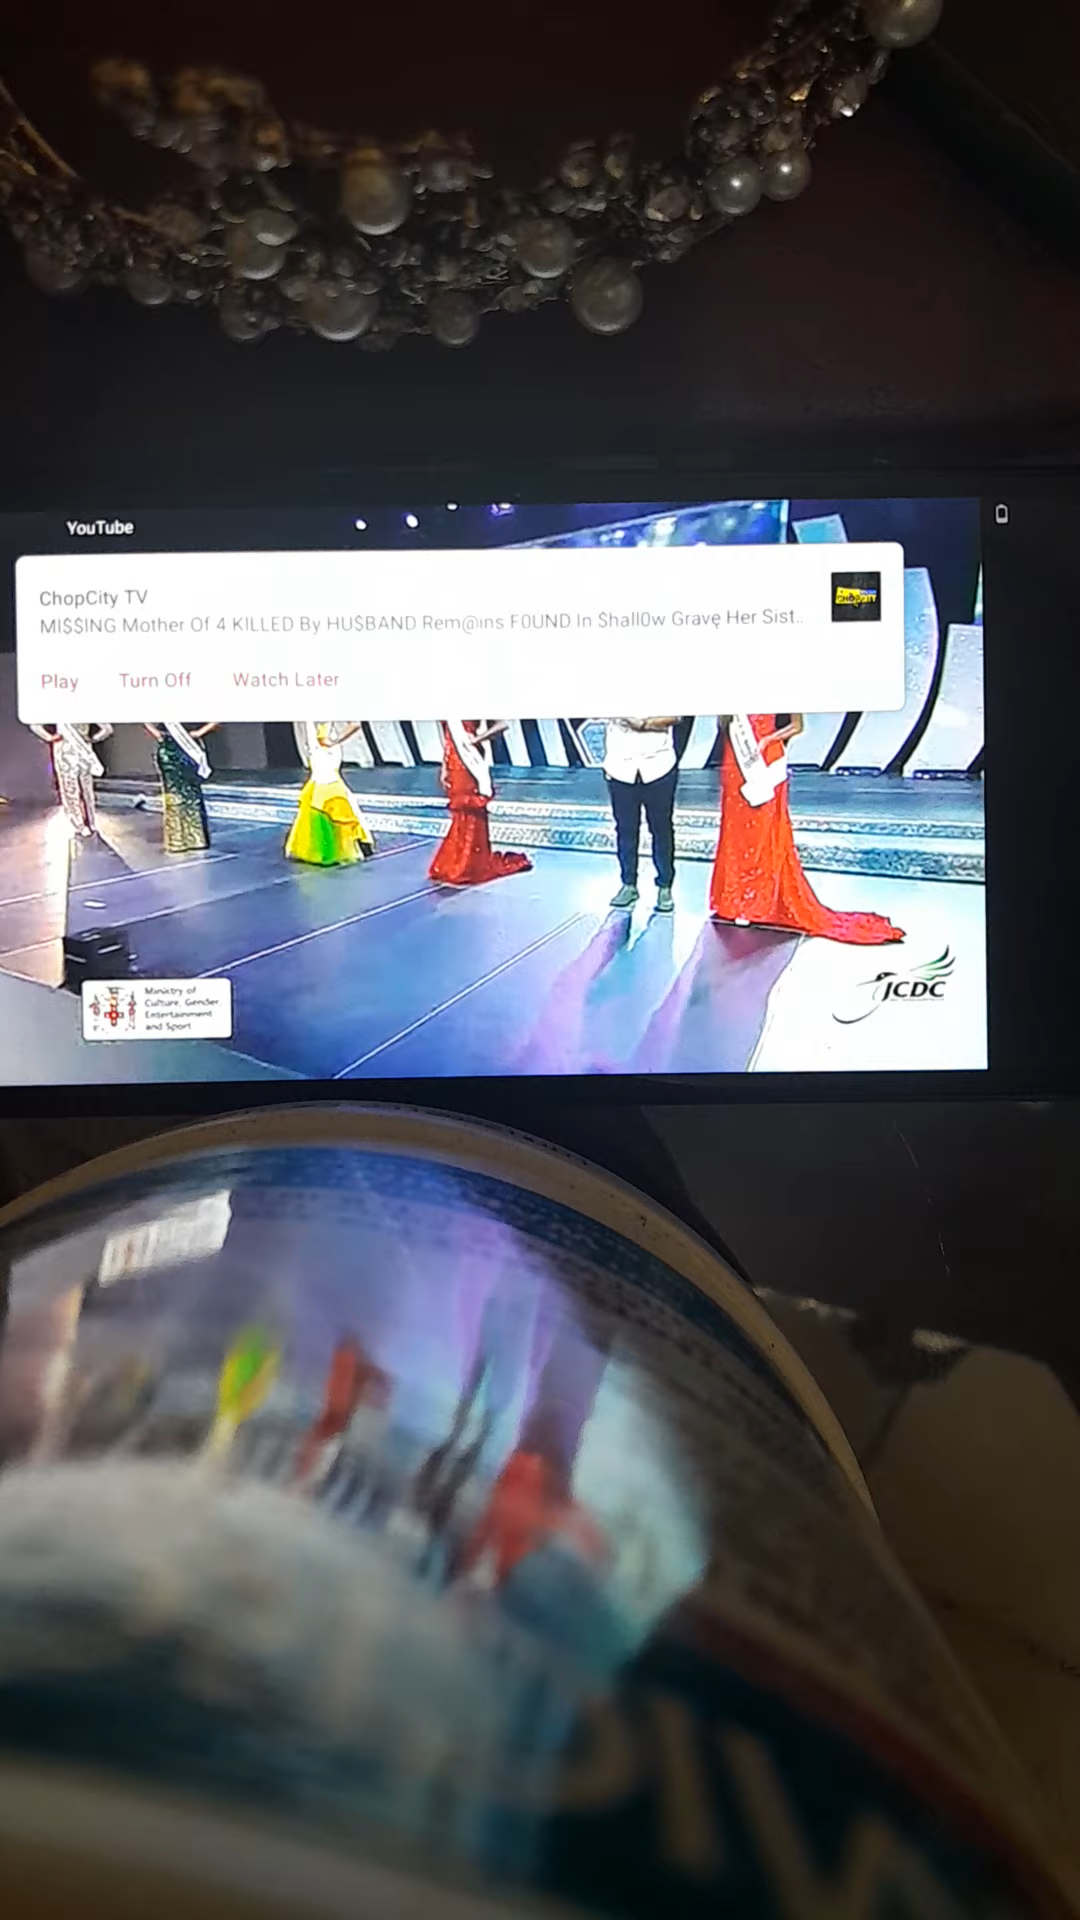 YouTube
ChopCity TV
MI$$ING Mother Of 4 KILLED By HU$BAND Rem@ins F0UND In $hall0w Gravę Her Sist..
Play Turn Off Watch Later
Ministry of
Culture, Gender,
Entertainment
and Sport
JCDC